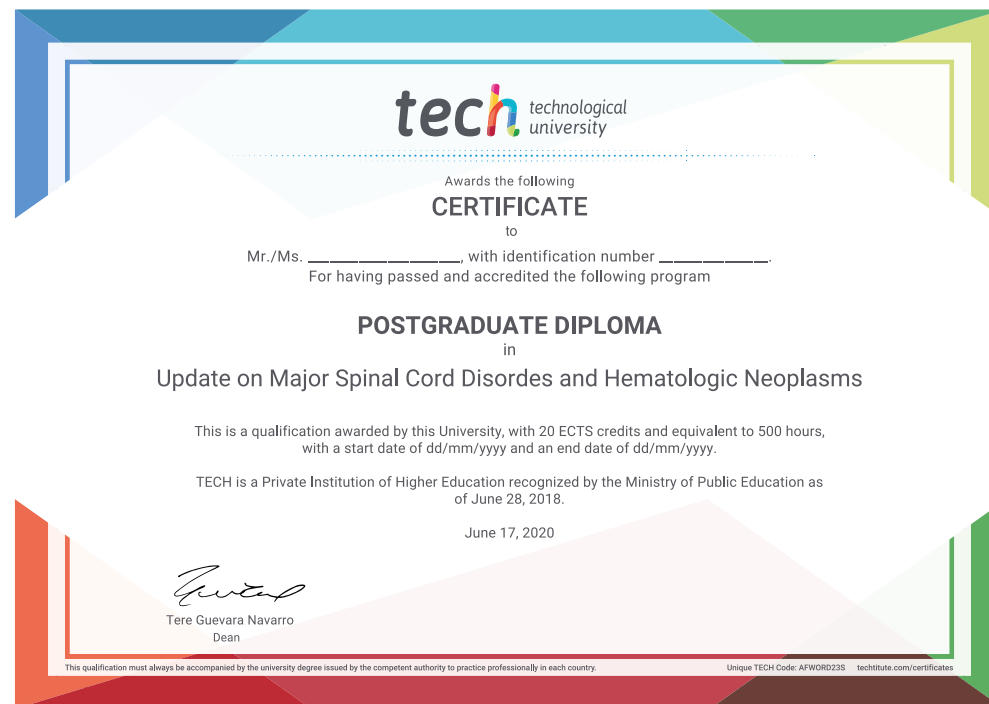 tech technological
university
Awards the following
CERTIFICATE
to
Mr./Ms. ____________________, with identification number ______________.
For having passed and accredited the following program
POSTGRADUATE DIPLOMA
in
Update on Major Spinal Cord Disordes and Hematologic Neoplasms
This is a qualification awarded by this University, with 20 ECTS credits and equivalent to 500 hours,
with a start date of dd/mm/yyyy and an end date of dd/mm/yyyy.
TECH is a Private Institution of Higher Education recognized by the Ministry of Public Education as
of June 28, 2018.
June 17, 2020
Tere Guevara Navarro
Dean
This qualification must always be accompanied by the university degree issued by the competent authority to practice professionally in each country.
Unique TECH Code: AFWORD23S techtitute.com/certificates